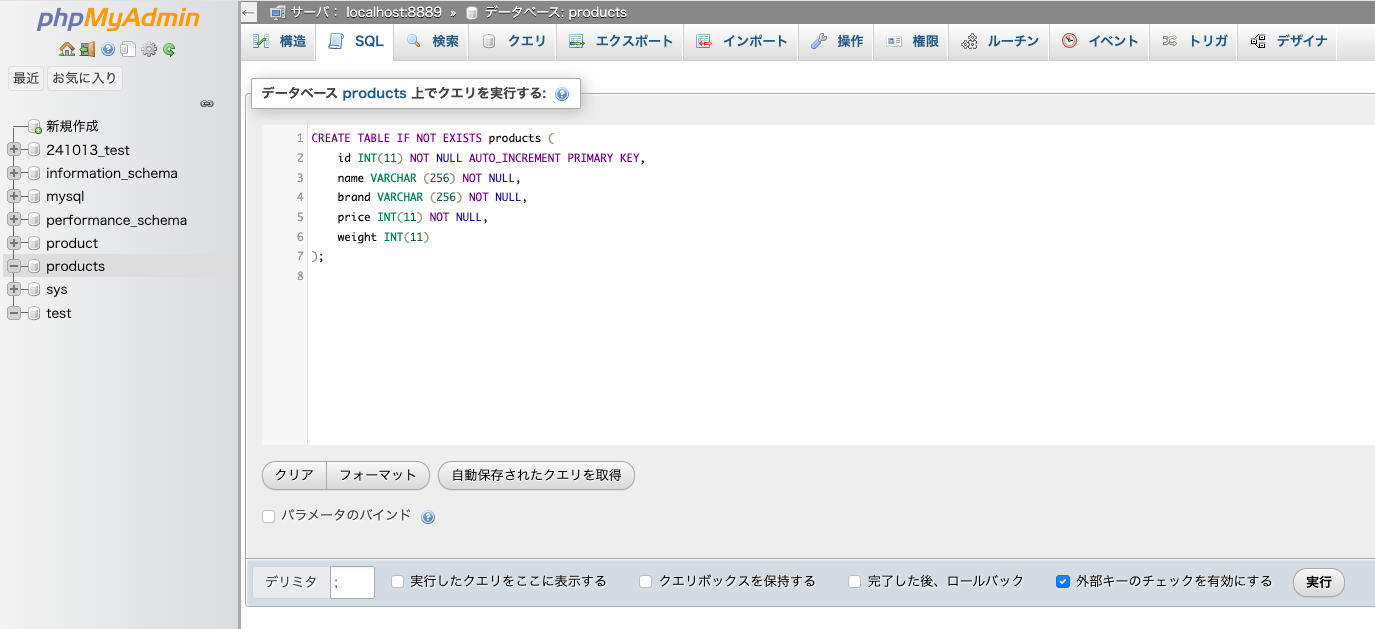 phpMyAdmin
最近 お気に入り
新規作成
241013_test
information_schema
mysql
performance_schema
product
products
sys
test
← サーバ： localhost:8889 » データベース: products
構造 SQL 検索 クエリ エクスポート インポート 操作 権限 ルーチン イベント トリガ デザイナ
データベース products 上でクエリを実行する:
1 CREATE TABLE IF NOT EXISTS products (
2 id INT(11) NOT NULL AUTO_INCREMENT PRIMARY KEY,
3 name VARCHAR (256) NOT NULL,
4 brand VARCHAR (256) NOT NULL,
5 price INT(11) NOT NULL,
6 weight INT(11)
7 );
8
クリア フォーマット 自動保存されたクエリを取得
パラメータのバインド
デリミタ ; 実行したクエリをここに表示する クエリボックスを保持する 完了した後、ロールバック 外部キーのチェックを有効にする 実行